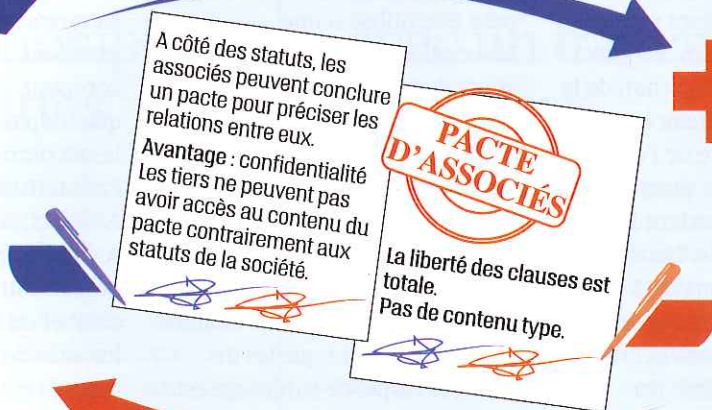 À côté des statuts, les
associés peuvent conclure
un pacte pour préciser les
relations entre eux.
Avantage : confidentialité
Les tiers ne peuvent pas
avoir accès au contenu du
pacte contrairement aux
statuts de la société.
PACTE
D'ASSOCIÉS
La liberté des clauses est
totale.
Pas de contenu type.